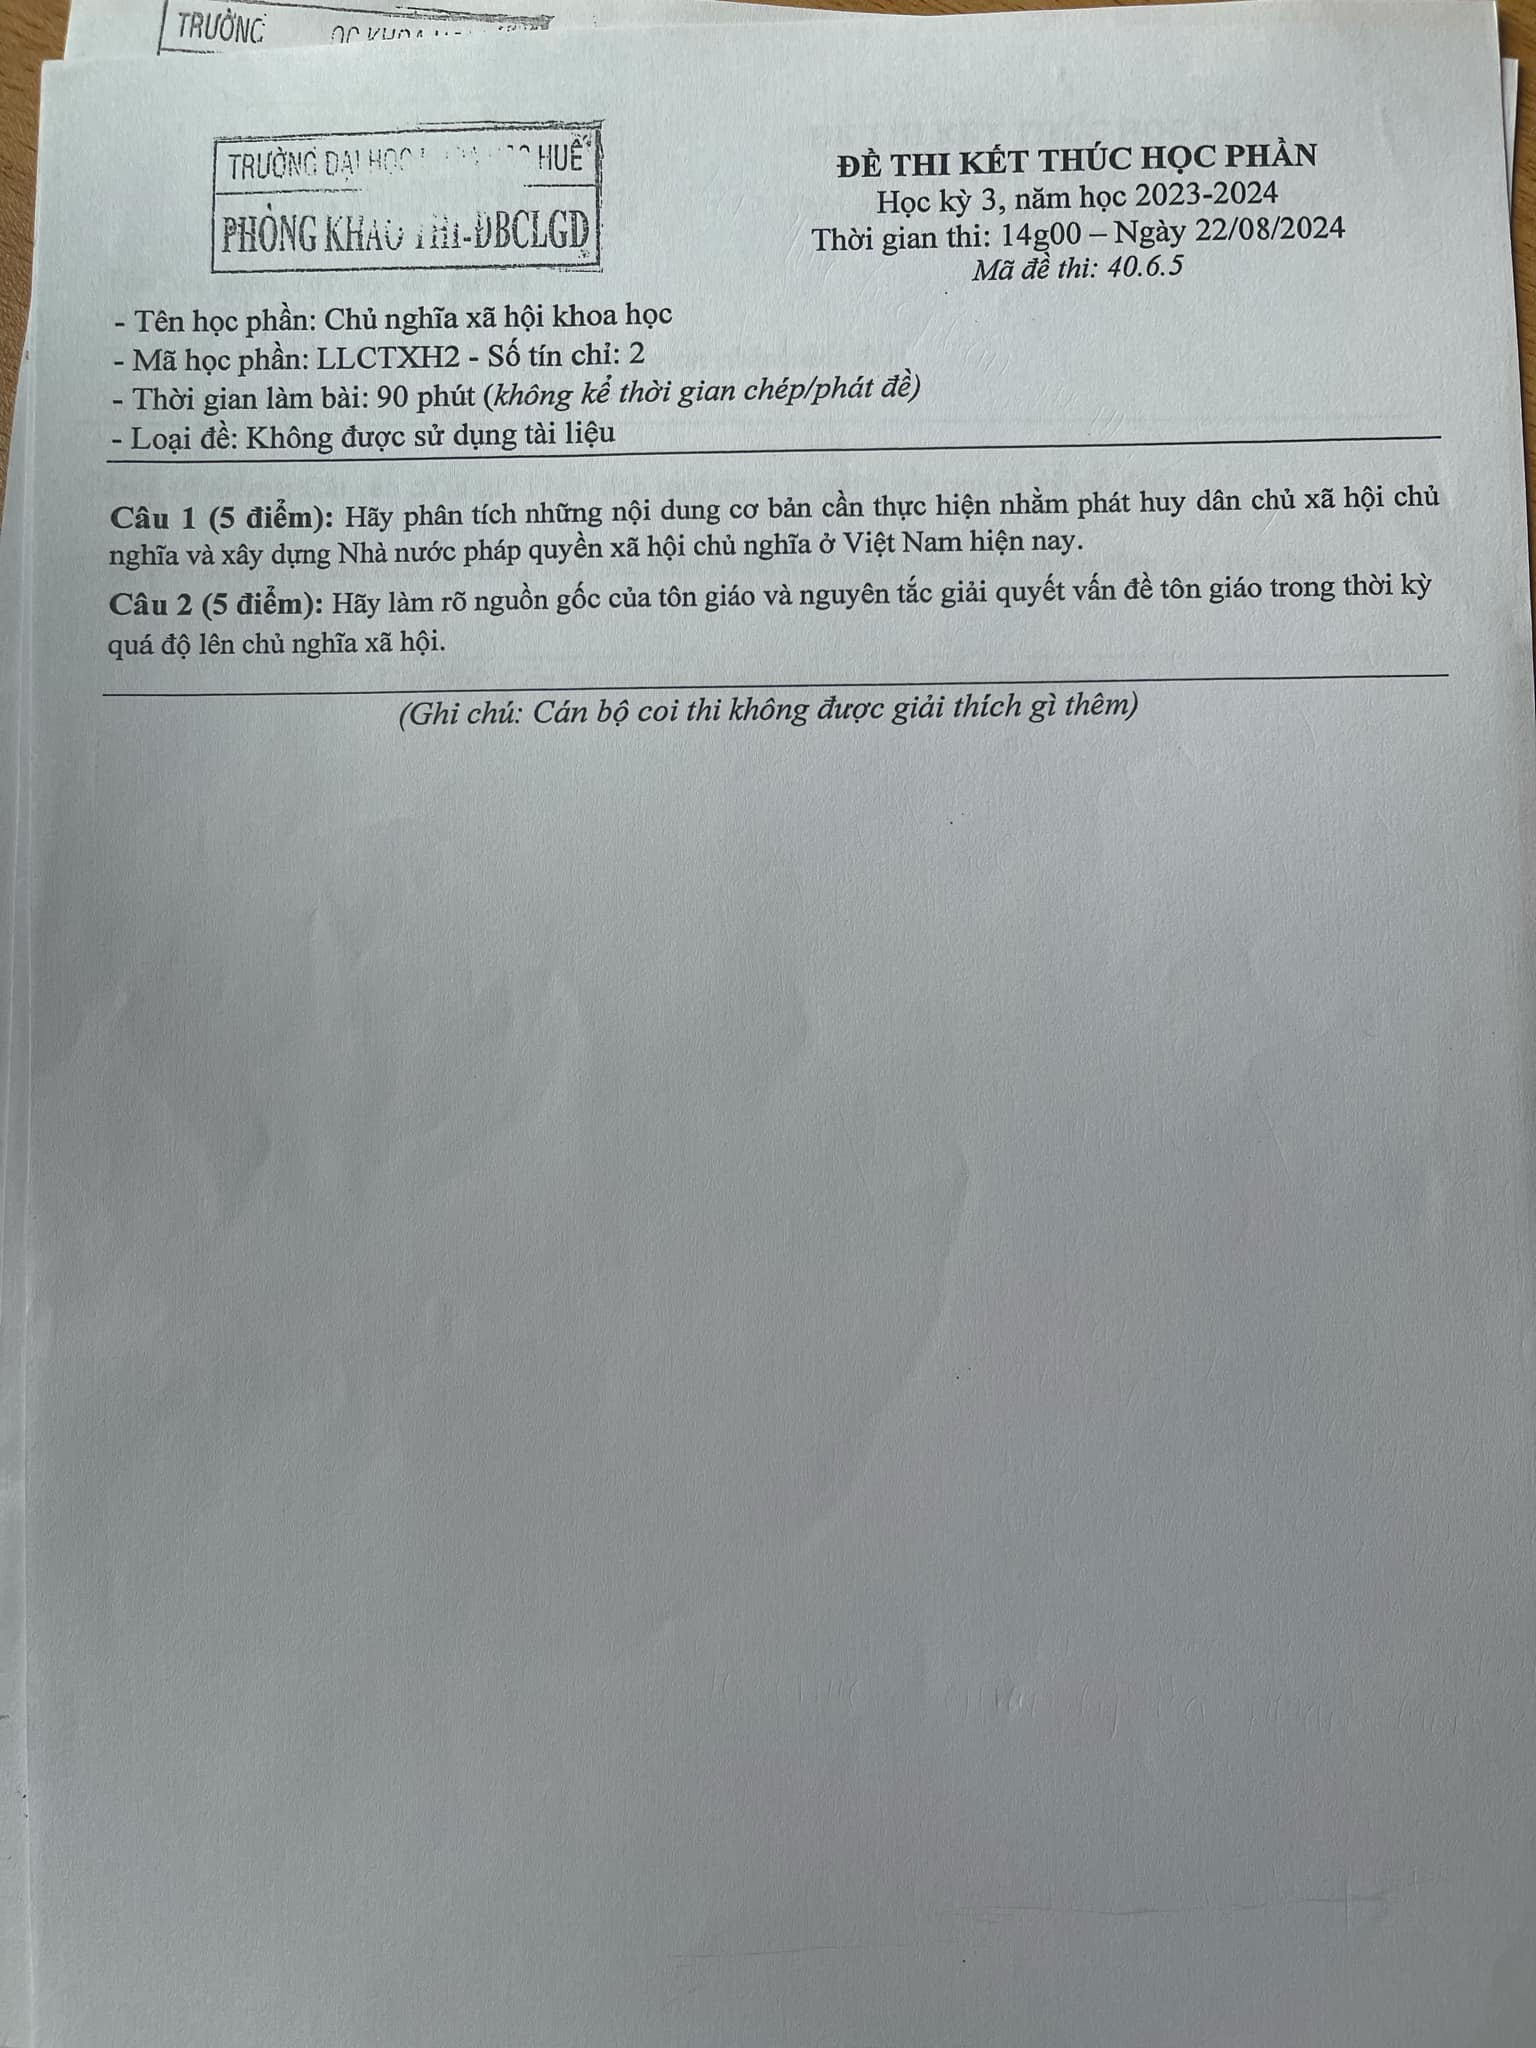 TRƯỜNG
TRƯỜNG ĐẠI HỌC HUẾ
PHÒNG KHẢO THÍ-ĐBCLGD
ĐỀ THI KẾT THÚC HỌC PHẦN
Học kỳ 3, năm học 2023-2024
Thời gian thi: 14g00 – Ngày 22/08/2024
Mã đề thi: 40.6.5
- Tên học phần: Chủ nghĩa xã hội khoa học
- Mã học phần: LLCTXH2 - Số tín chỉ: 2
- Thời gian làm bài: 90 phút (không kể thời gian chép/phát đề)
- Loại đề: Không được sử dụng tài liệu
Câu 1 (5 điểm): Hãy phân tích những nội dung cơ bản cần thực hiện nhằm phát huy dân chủ xã hội chủ
nghĩa và xây dựng Nhà nước pháp quyền xã hội chủ nghĩa ở Việt Nam hiện nay.
Câu 2 (5 điểm): Hãy làm rõ nguồn gốc của tôn giáo và nguyên tắc giải quyết vấn đề tôn giáo trong thời kỳ
quá độ lên chủ nghĩa xã hội.
(Ghi chú: Cán bộ coi thi không được giải thích gì thêm)